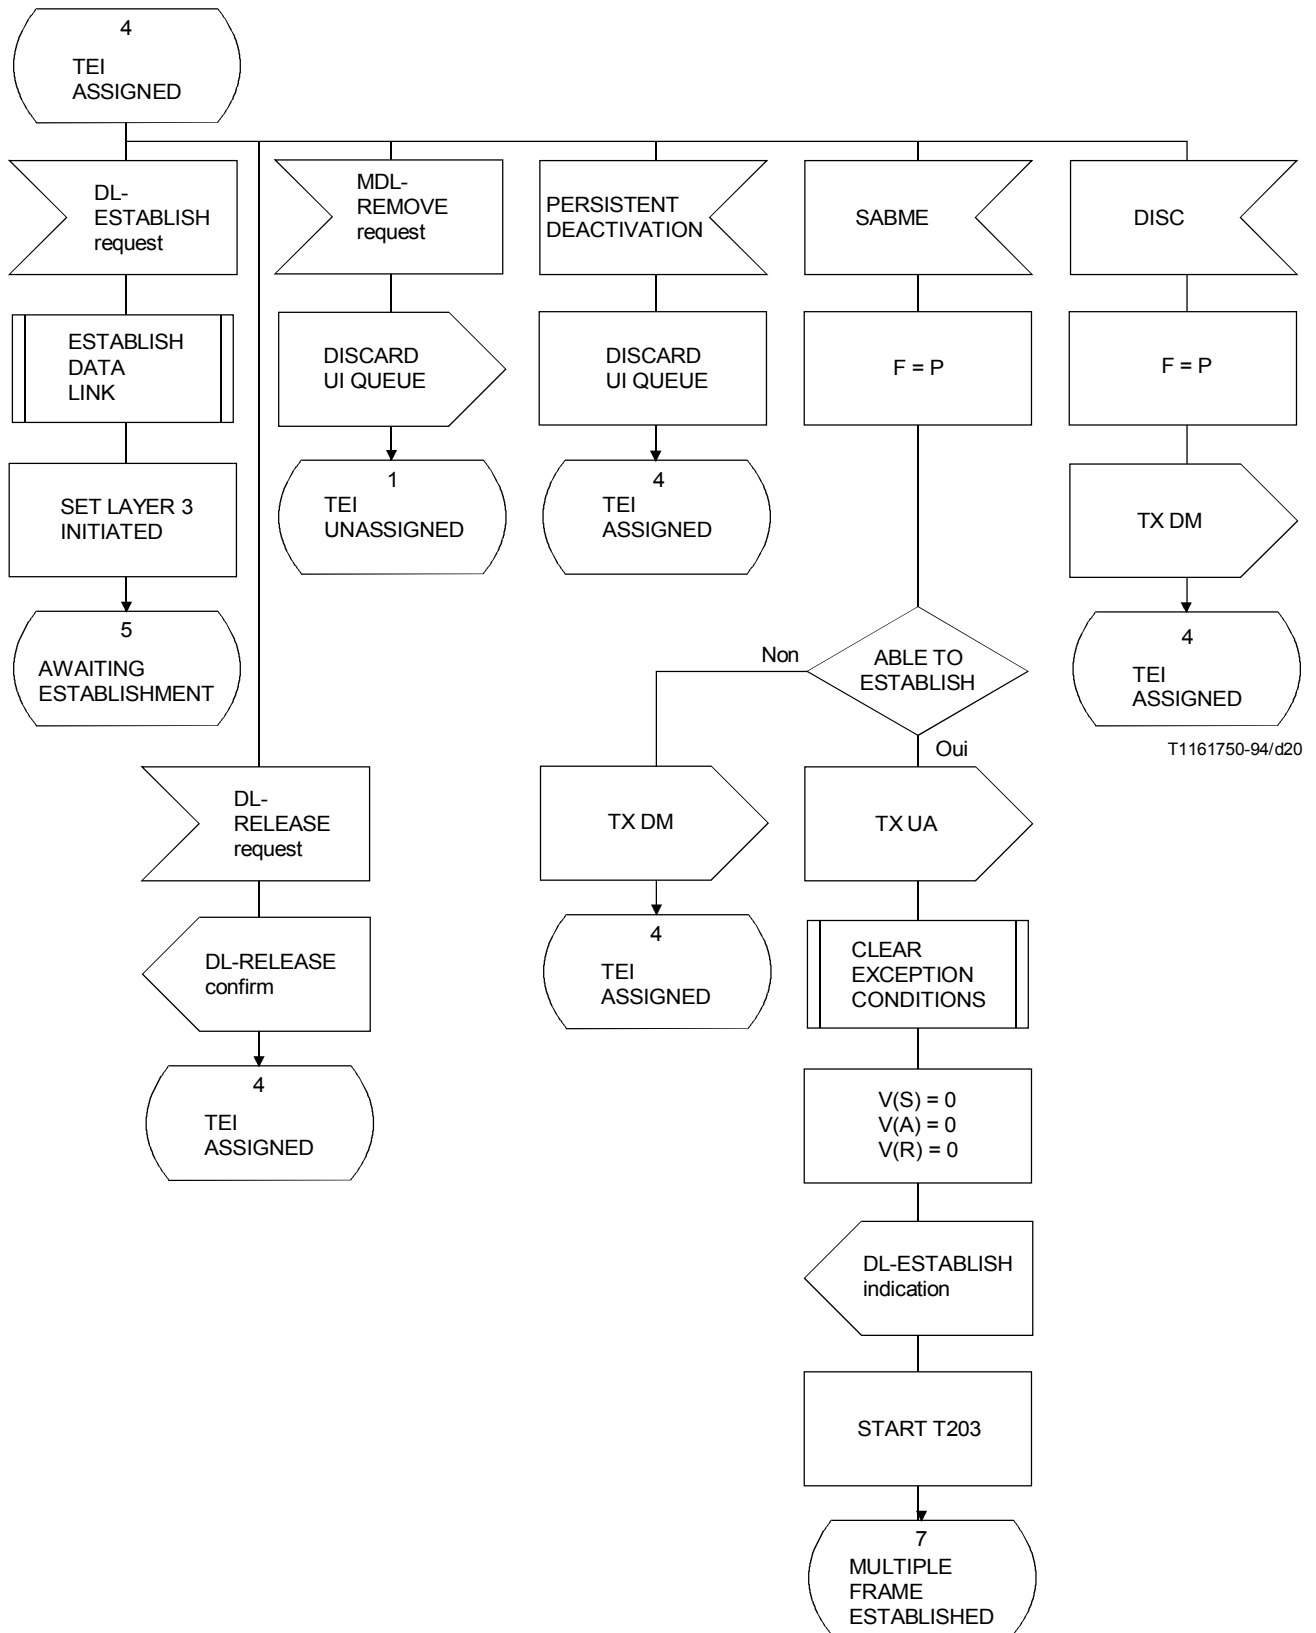 4
TEI
ASSIGNED
DL-
ESTABLISH
request
MDL-
REMOVE
request
PERSISTENT
DEACTIVATION
SABME
DISC
ESTABLISH
DATA
LINK
DISCARD
UI QUEUE
DISCARD
UI QUEUE
F = P
F = P
SET LAYER 3
INITIATED
1
TEI
UNASSIGNED
4
TEI
ASSIGNED
TX DM
5
AWAITING
ESTABLISHMENT
4
TEI
ASSIGNED
Non
ABLE TO
ESTABLISH
Oui
T1161750-94/d20
DL-
RELEASE
request
TX DM
TX UA
DL-RELEASE
confirm
4
TEI
ASSIGNED
CLEAR
EXCEPTION
CONDITIONS
4
TEI
ASSIGNED
V(S) = 0
V(A) = 0
V(R) = 0
DL-ESTABLISH
indication
START T203
7
MULTIPLE
FRAME
ESTABLISHED